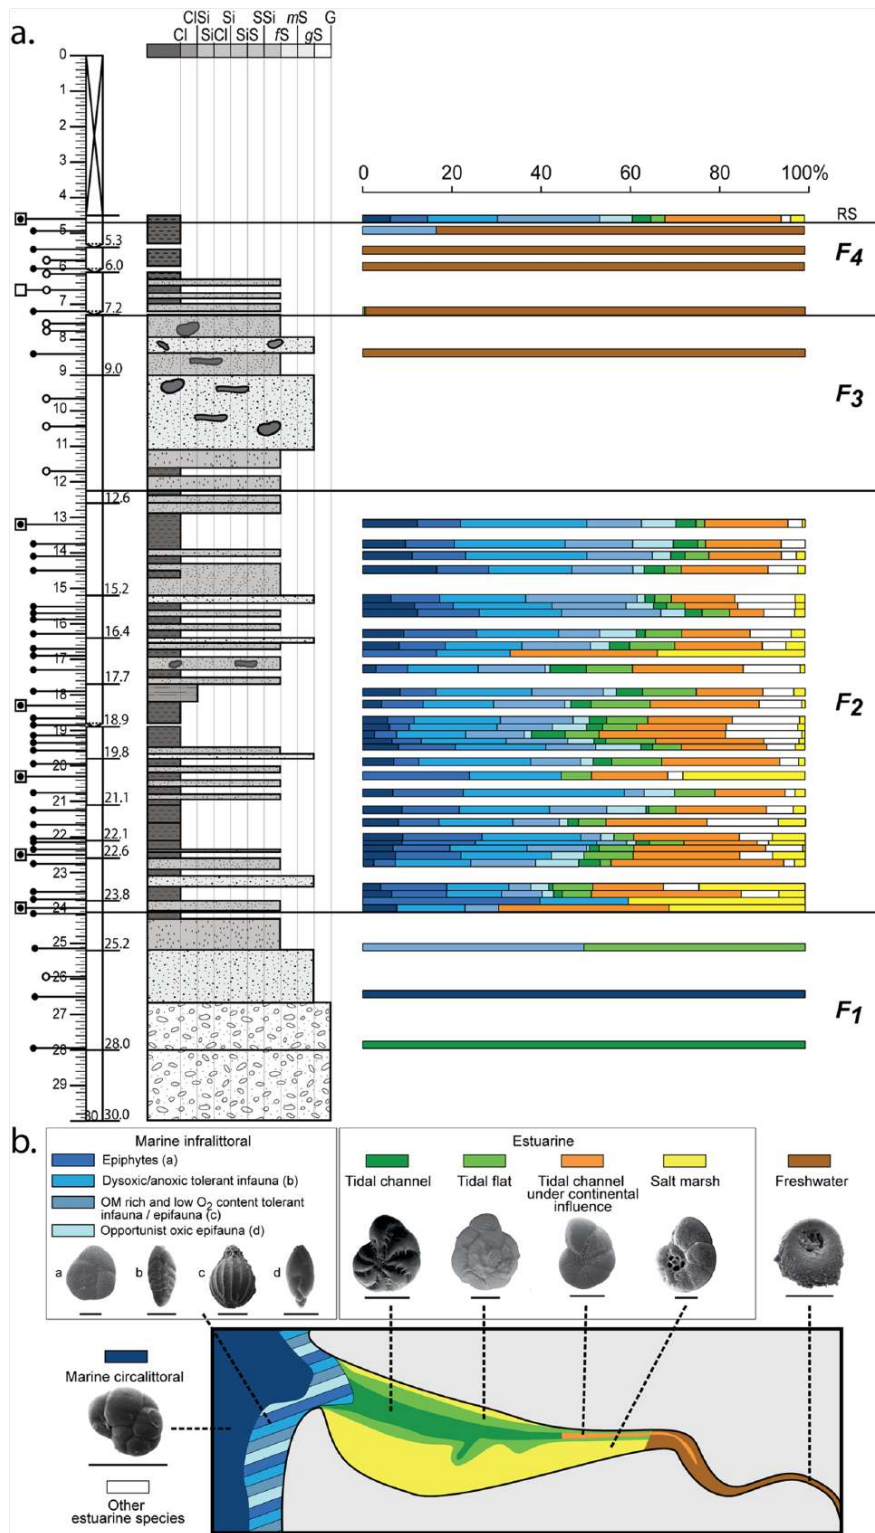 a.
ClSi Si SSi mS G
Cl SiCl SiS fS gS
0
1
2
3
4
5
5.3
6
6.0
7
7.2
8
9
9.0
10
11
12
12.6
13
14
15
15.2
16
16.4
17
17.7
18
18.9
19
19.8
20
21
21.1
22
22.1
22.6
23
23.8
24
25
25.2
26
27
28
28.0
29
30 30.0
0 20 40 60 80 100%
RS
F4
F3
F2
F1
b.
Marine infralittoral
Epiphytes (a)
Dysoxic/anoxic tolerant infauna (b)
OM rich and low O2 content tolerant
infauna / epifauna (c)
Opportunist oxic epifauna (d)
a b c d
Estuarine
Tidal channel
Tidal flat
Tidal channel
under continental
influence
Salt marsh
Freshwater
Marine circalittoral
Other
estuarine species